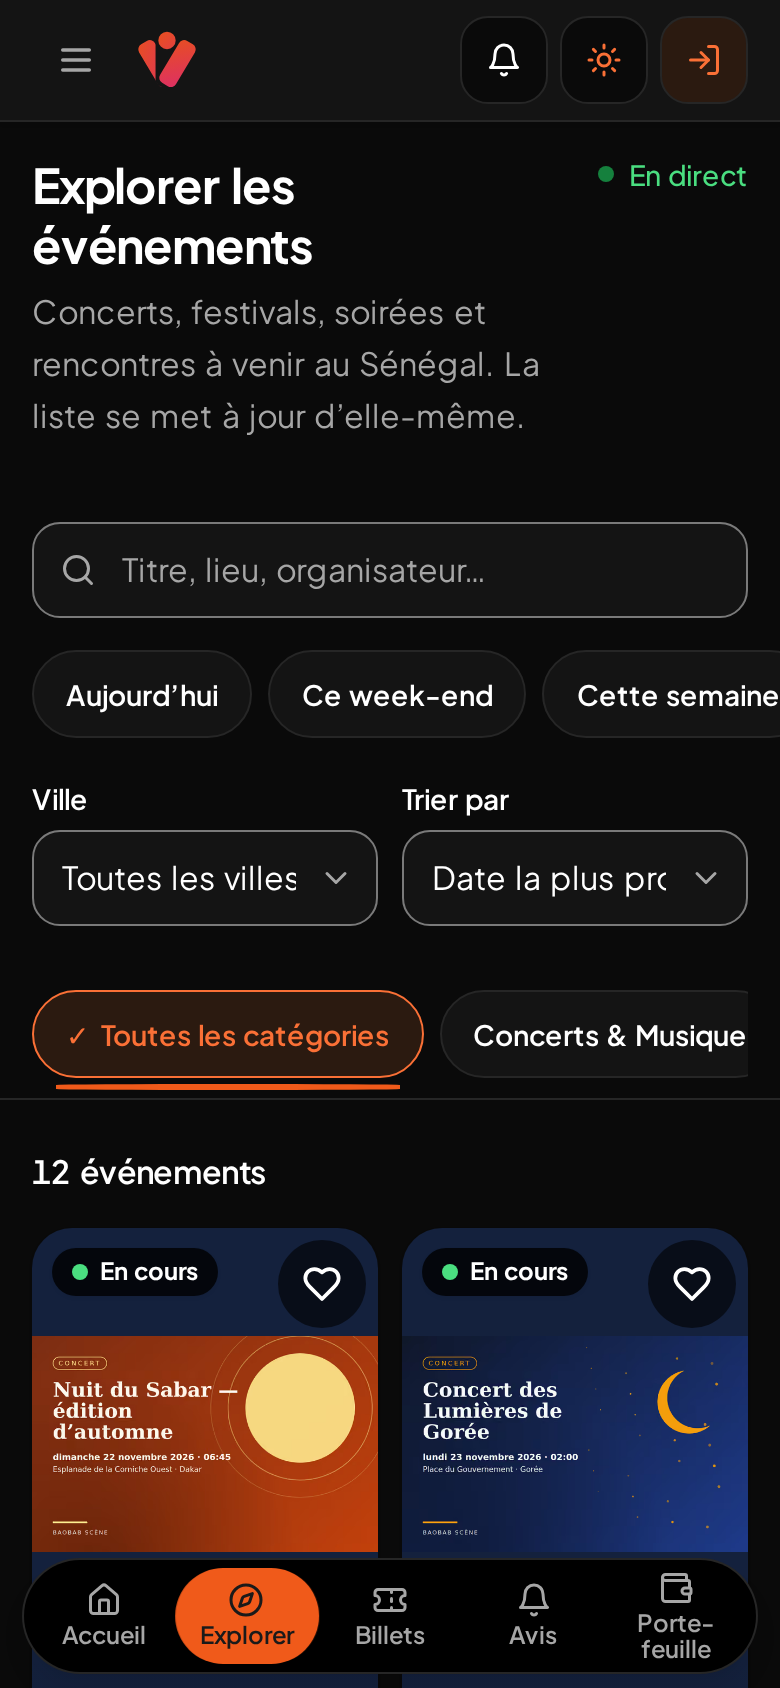 Explorer les
événements
En direct
Concerts, festivals, soirées et
rencontres à venir au Sénégal. La
liste se met à jour d’elle-même.
Titre, lieu, organisateur…
Aujourd’hui
Ce week-end
Cette semaine
Ville
Trier par
Toutes les villes
Date la plus pro
✓ Toutes les catégories
Concerts & Musique
12 événements
En cours
En cours
CONCERT
Nuit du Sabar —
édition
d’automne
dimanche 22 novembre 2026 · 06:45
Esplanade de la Corniche Ouest · Dakar
BAOBAB SCÈNE
CONCERT
Concert des
Lumières de
Gorée
lundi 23 novembre 2026 · 02:00
Place du Gouvernement · Gorée
BAOBAB SCÈNE
Accueil
Explorer
Billets
Avis
Porte-
feuille